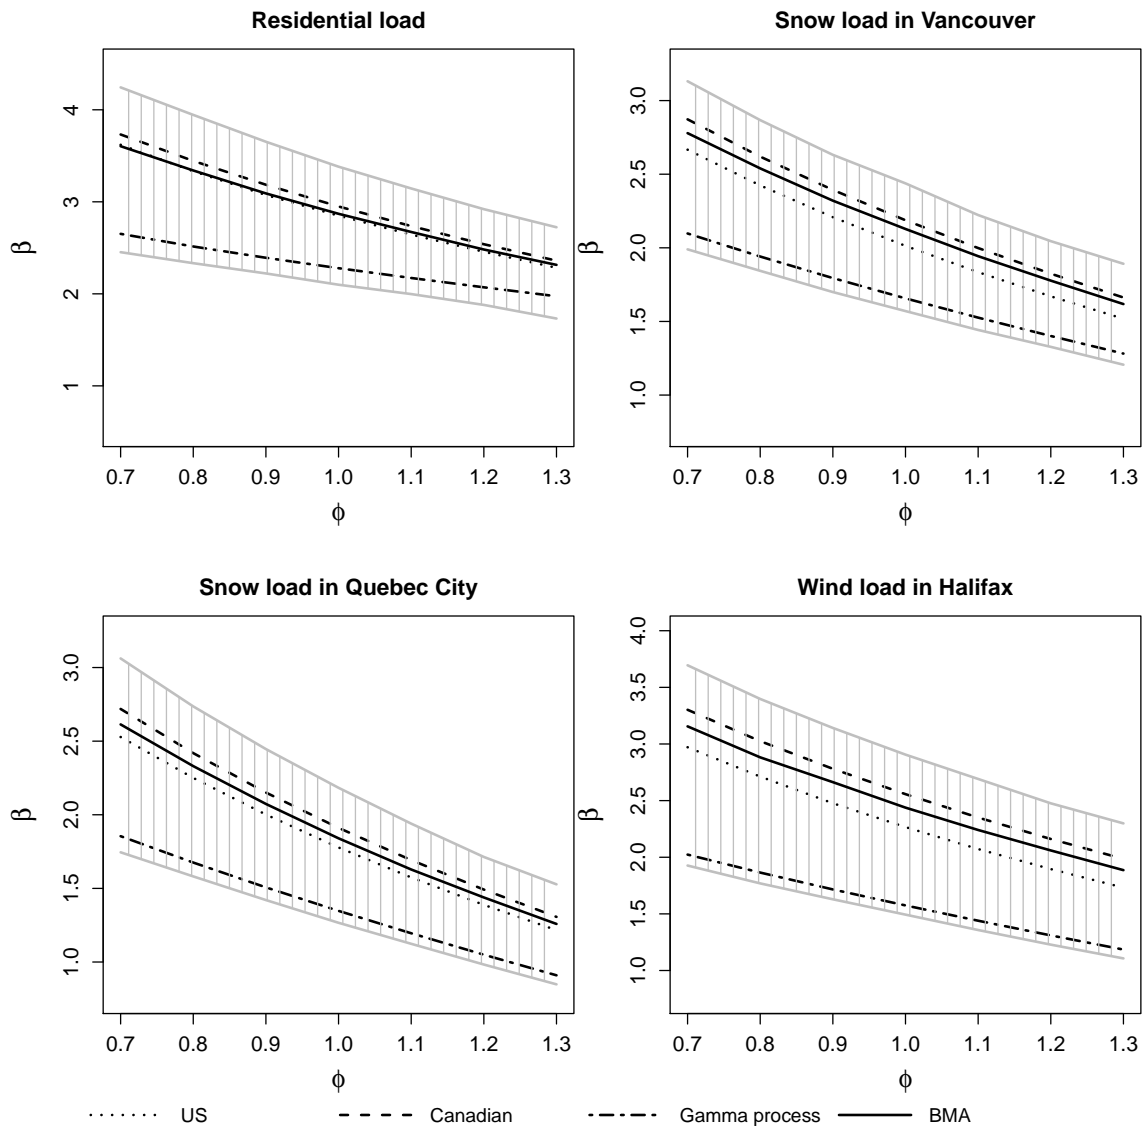 Residential load
β
4
3
2
1
0.7 0.8 0.9 1.0 1.1 1.2 1.3
ϕ
Snow load in Vancouver
β
3.0
2.5
2.0
1.5
1.0
0.7 0.8 0.9 1.0 1.1 1.2 1.3
ϕ
Snow load in Quebec City
β
3.0
2.5
2.0
1.5
1.0
0.7 0.8 0.9 1.0 1.1 1.2 1.3
ϕ
Wind load in Halifax
β
4.0
3.5
3.0
2.5
2.0
1.5
1.0
0.7 0.8 0.9 1.0 1.1 1.2 1.3
ϕ
US Canadian Gamma process BMA